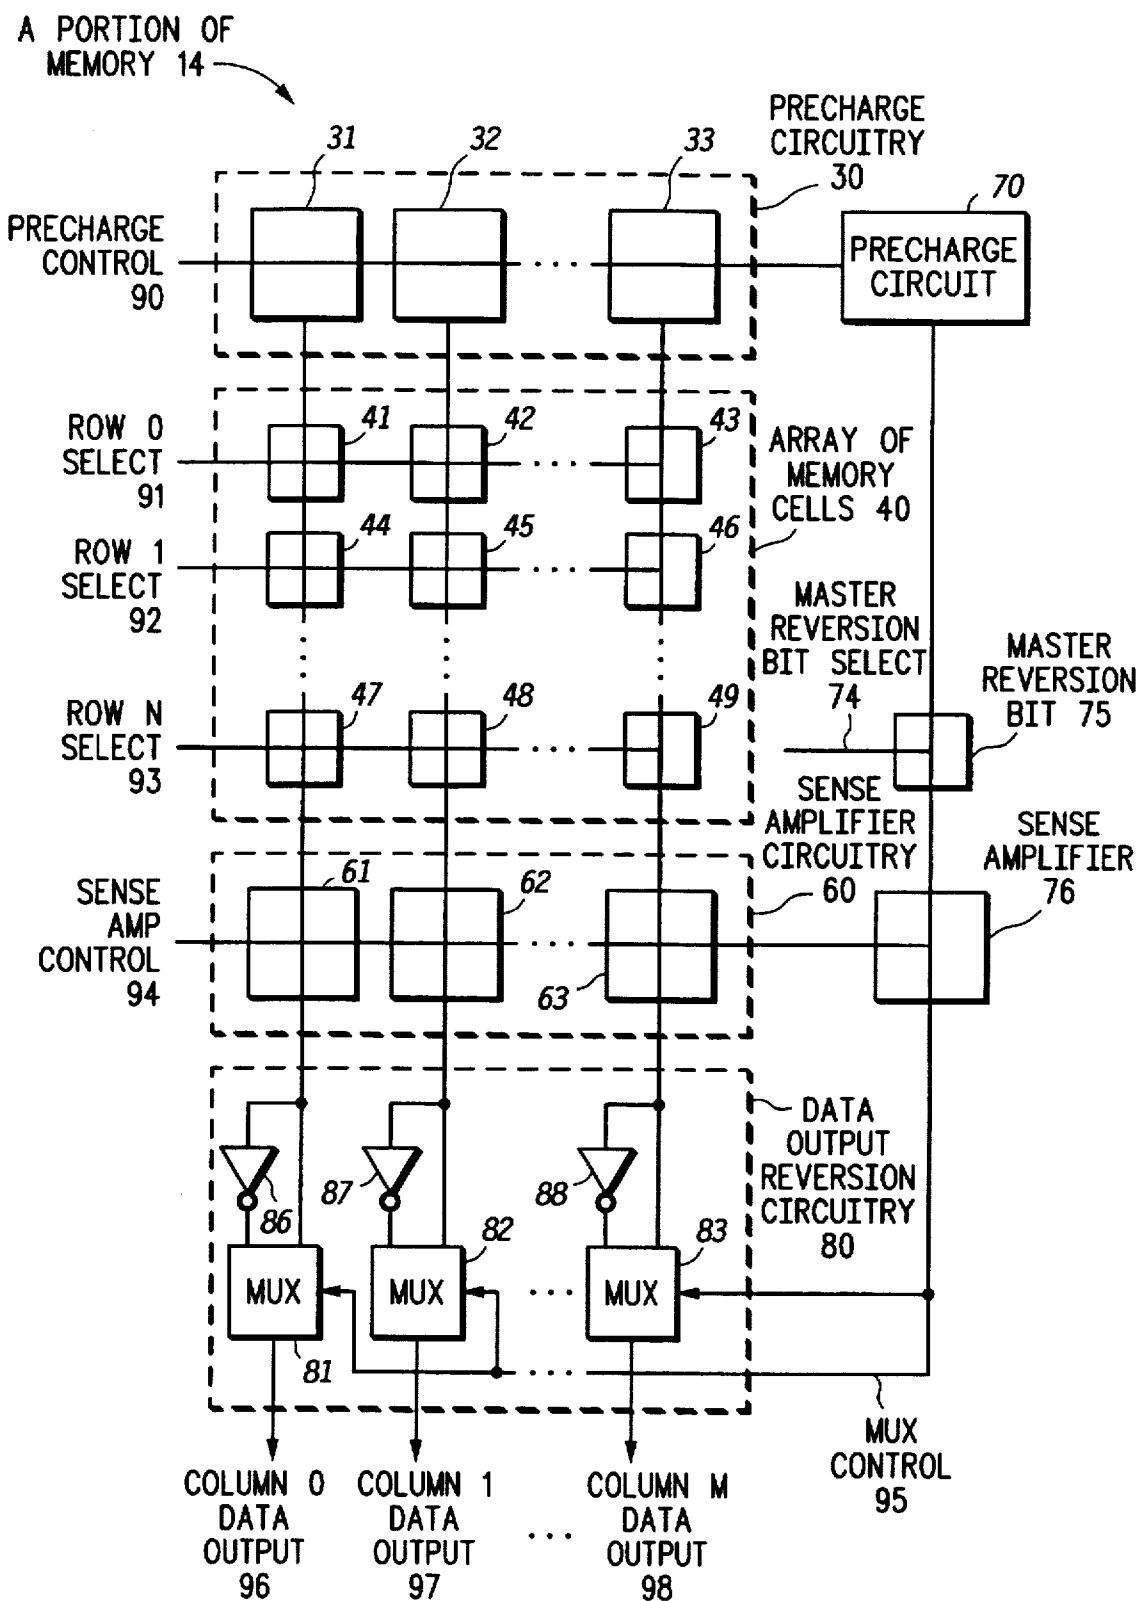 A PORTION OF
MEMORY 14
31
32
33
PRECHARGE
CIRCUITRY
30
70
PRECHARGE
CONTROL
90
PRECHARGE
CIRCUIT
ROW 0
SELECT
91
41
42
43
ARRAY OF
MEMORY
CELLS 40
ROW 1
SELECT
92
44
45
46
MASTER
REVERSION
BIT SELECT
74
MASTER
REVERSION
BIT 75
ROW N
SELECT
93
47
48
49
SENSE
AMPLIFIER
CIRCUITRY
60
SENSE
AMPLIFIER
76
SENSE
AMP
CONTROL
94
61
62
63
DATA
OUTPUT
REVERSION
CIRCUITRY
80
86
87
88
82
83
MUX
MUX
MUX
81
MUX
CONTROL
95
COLUMN 0
DATA
OUTPUT
96
COLUMN 1
DATA
OUTPUT
97
COLUMN M
DATA
OUTPUT
98